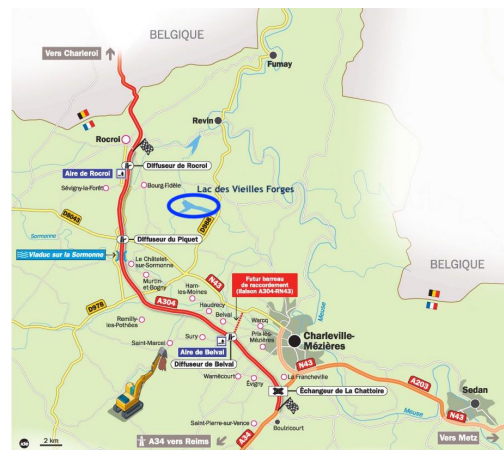 BELGIQUE
Vers Charleroi
Fumay
Revin
Rocroi
Diffuseur de Rocroi
Aire de Rocroi
Sévigny-la-Forêt
Bourg Fidèle
Lac des Vieilles Forges
D8043
D988
Sormonne
Diffuseur du Piquet
Viaduc sur la Sormonne
Le Châtelet-
sur-Sormonne
BELGIQUE
N43
Futur barreau
de raccordement
(liaison A304-RN43)
Murtin-
et-Bogny
Ham-
les-Moines
D978
A304
Haudrecy
Remilly-
les-Pothées
Belval
Warcq
Sury
Prix-lès-
Mézières
Charleville-
Mézières
Saint-Marcel
Aire de Belval
Diffuseur de Belval
Warnécourt
Évigny
La Francheville
N43
A203
Sedan
Échangeur de La Chattoire
Meuse
N43
Saint-Pierre-sur-Vence
Boulzicourt
Meuse
2 km
A34 vers Reims
A34
Vers Metz